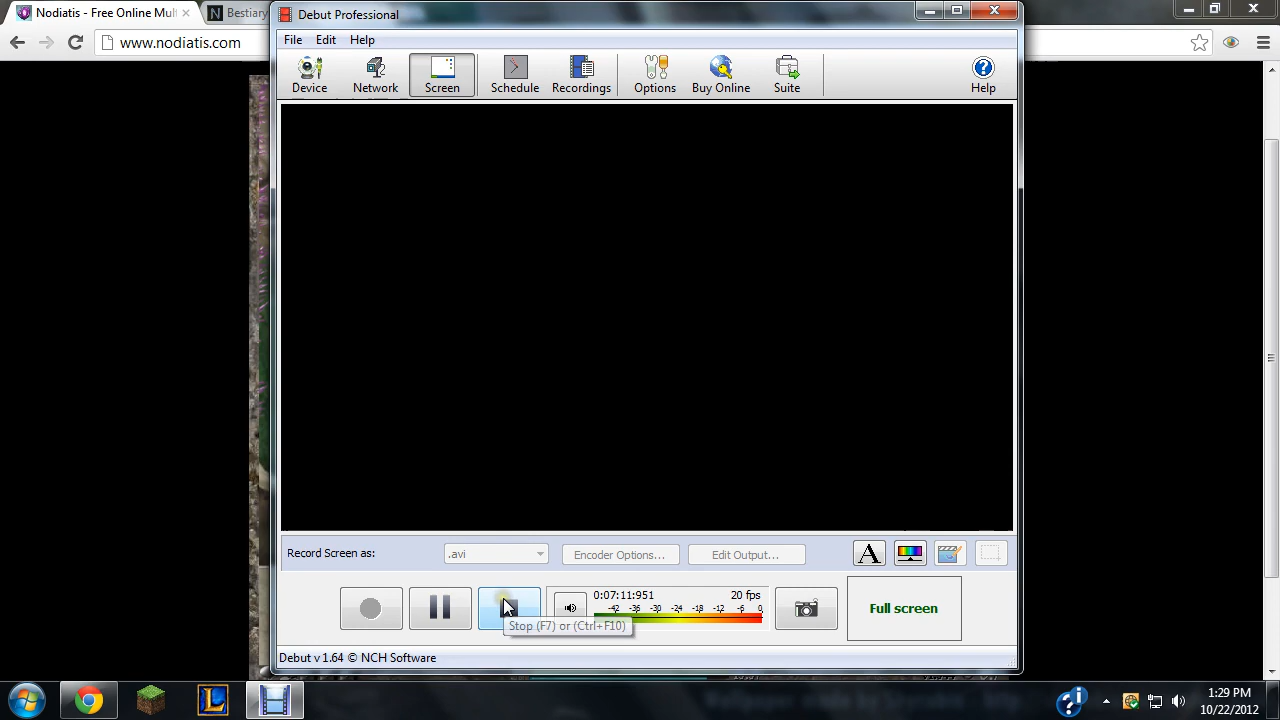 Nodiatis - Free Online Mult
Bestiary
Debut Professional
www.nodiatis.com
File Edit Help
Device Network Screen Schedule Recordings Options Buy Online Suite Help
Record Screen as: .avi Encoder Options... Edit Output... A
0:07:11:951 20 fps
-42 -36 -30 -24 -18 -12 -6 0
Full screen
Stop (F7) or (Ctrl+F10)
Debut v 1.64 © NCH Software
1:29 PM
10/22/2012